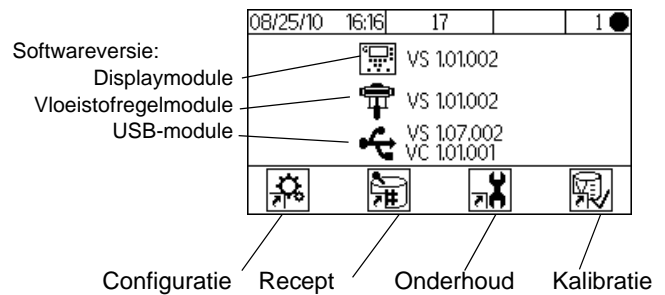 08/25/10 16:16 17 1
Softwareversie:
Displaymodule VS 1.01.002
Vloeistofregelmodule VS 1.01.002
USB-module VS 1.07.002
VC 1.01.001
#
Configuratie Recept Onderhoud Kalibratie